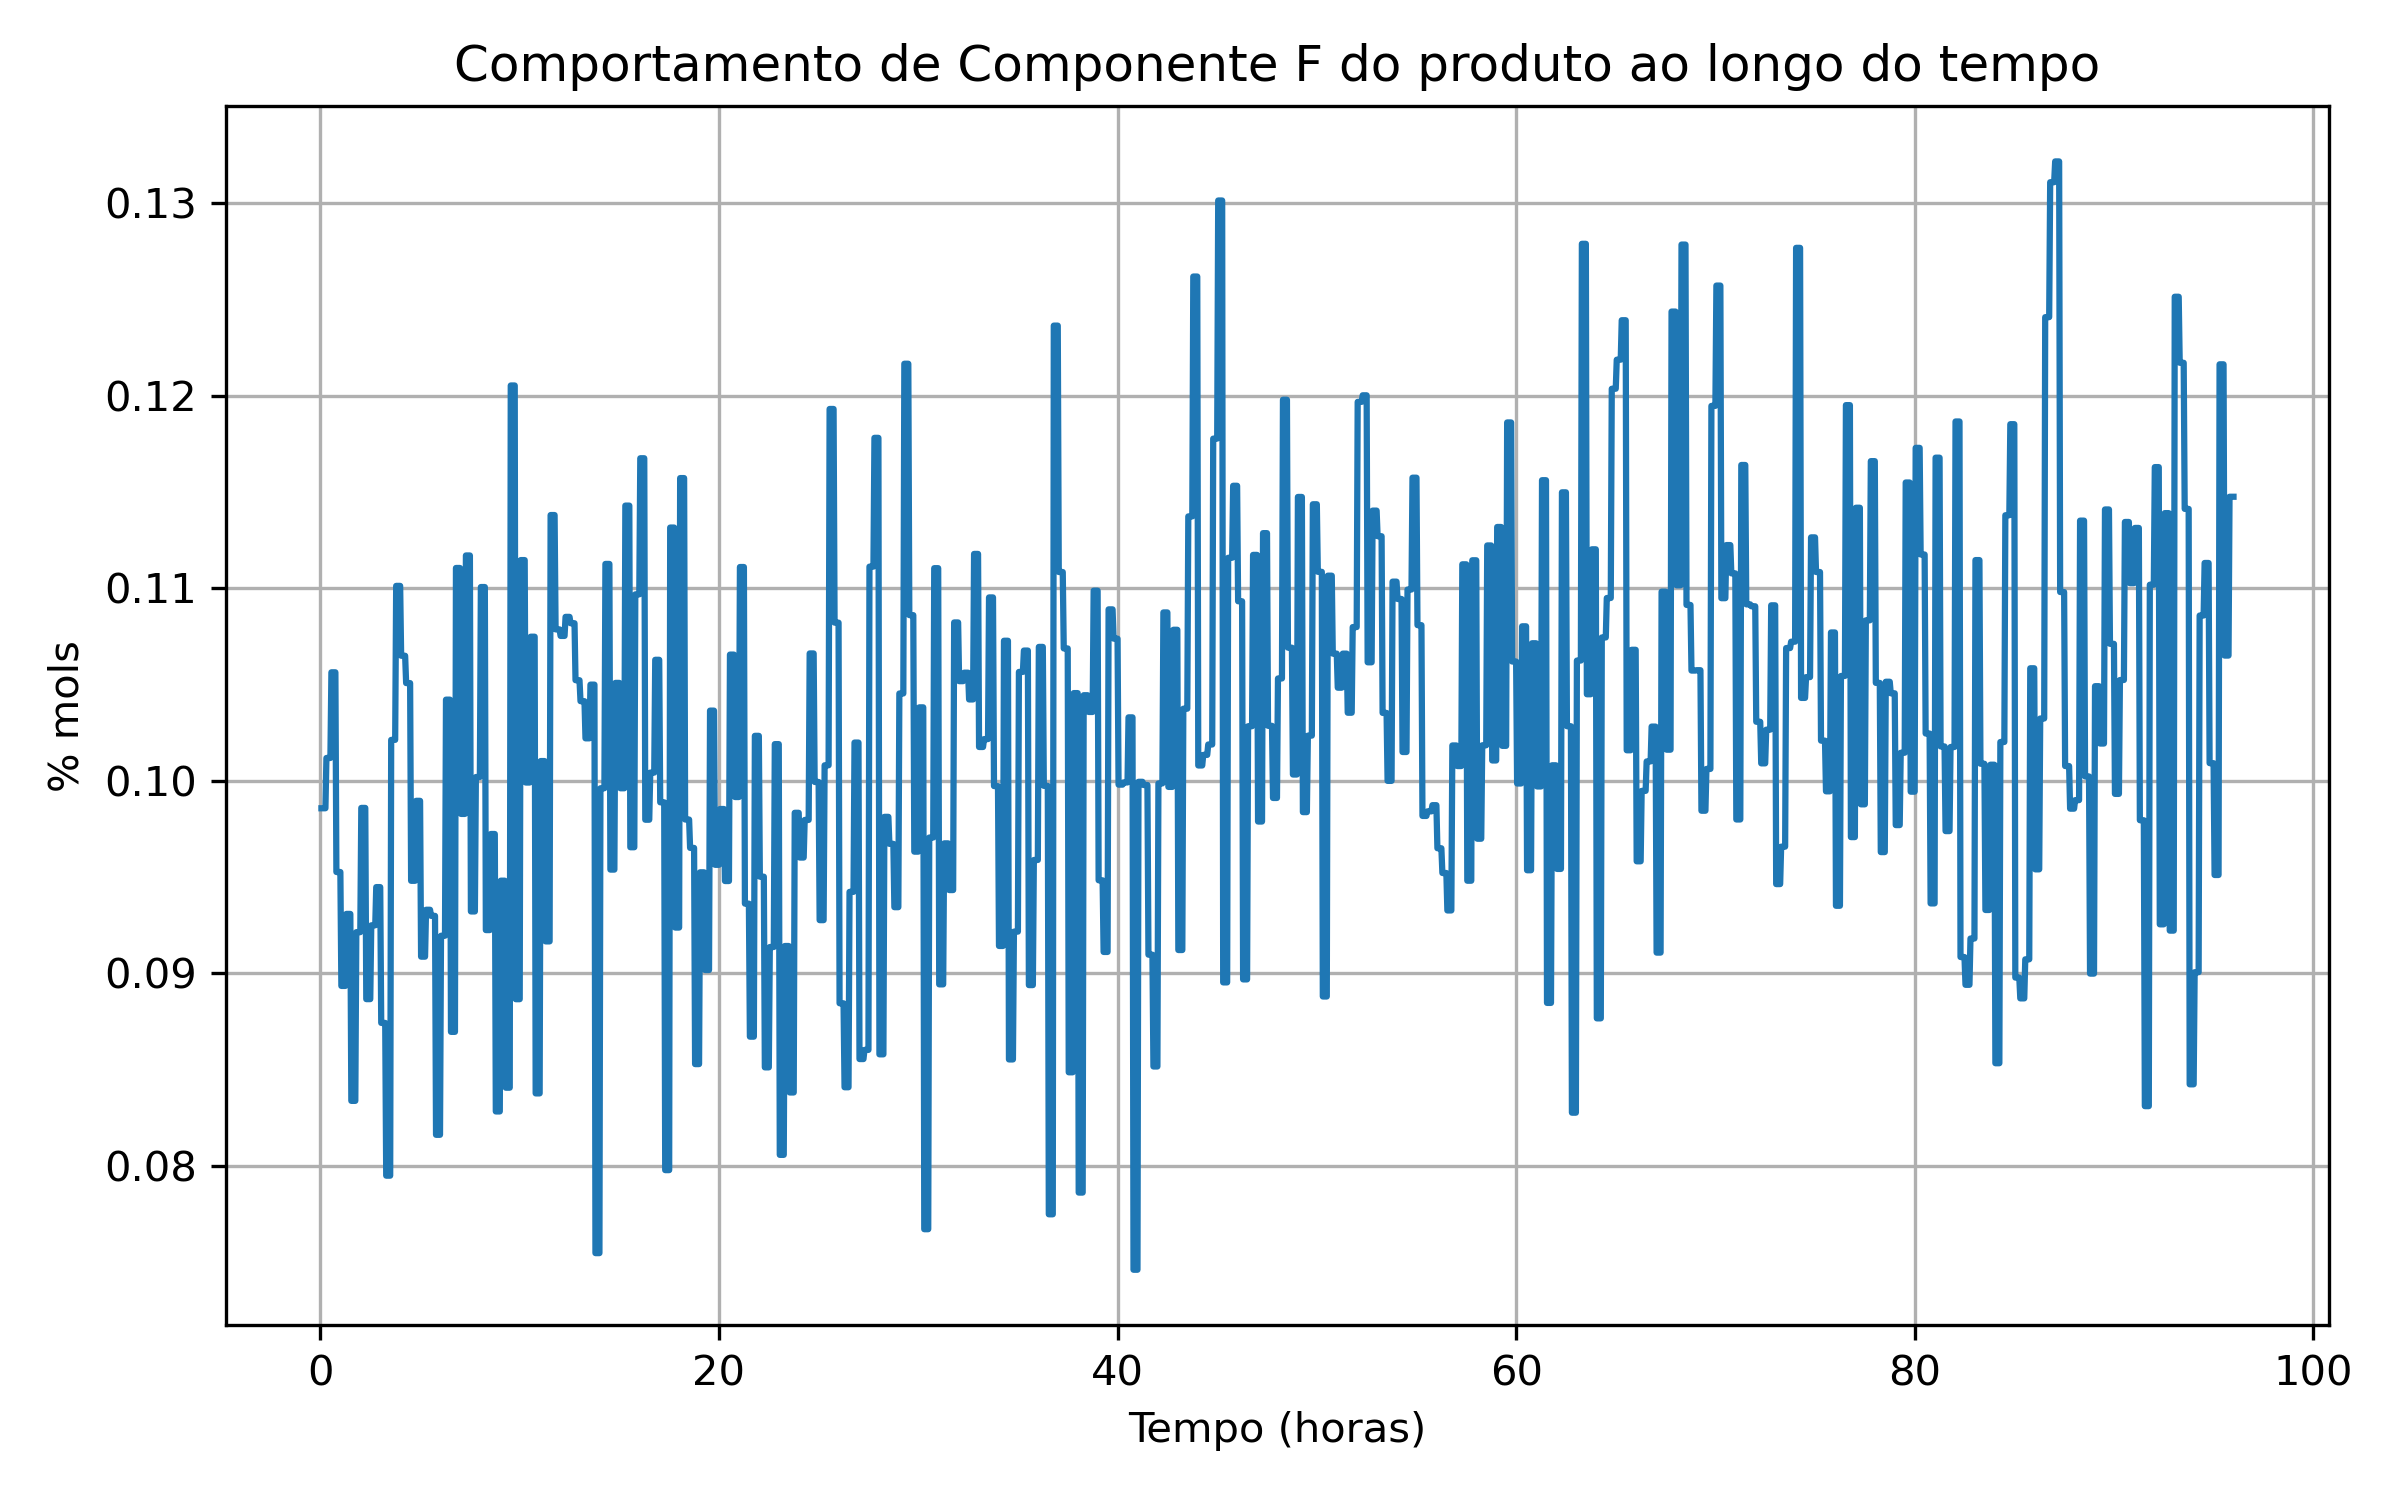 Comportamento de Componente F do produto ao longo do tempo
% mols
0.13
0.12
0.11
0.10
0.09
0.08
0 20 40 60 80 100
Tempo (horas)